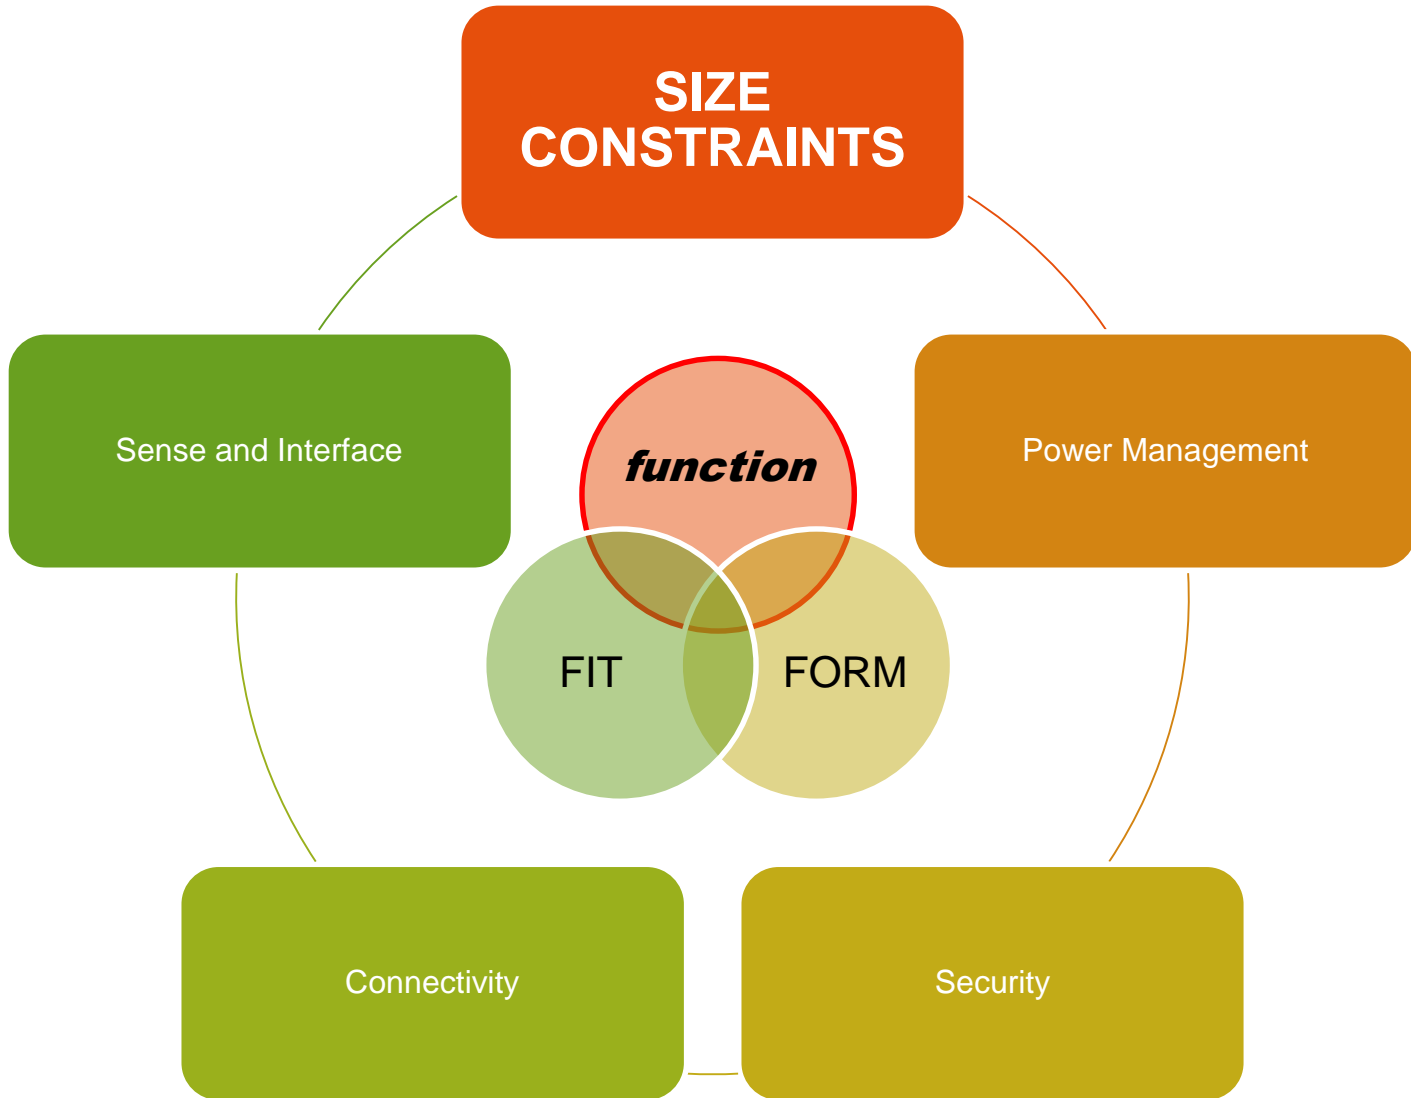 SIZE
CONSTRAINTS
Sense and Interface
Power Management
function
FIT
FORM
Connectivity
Security